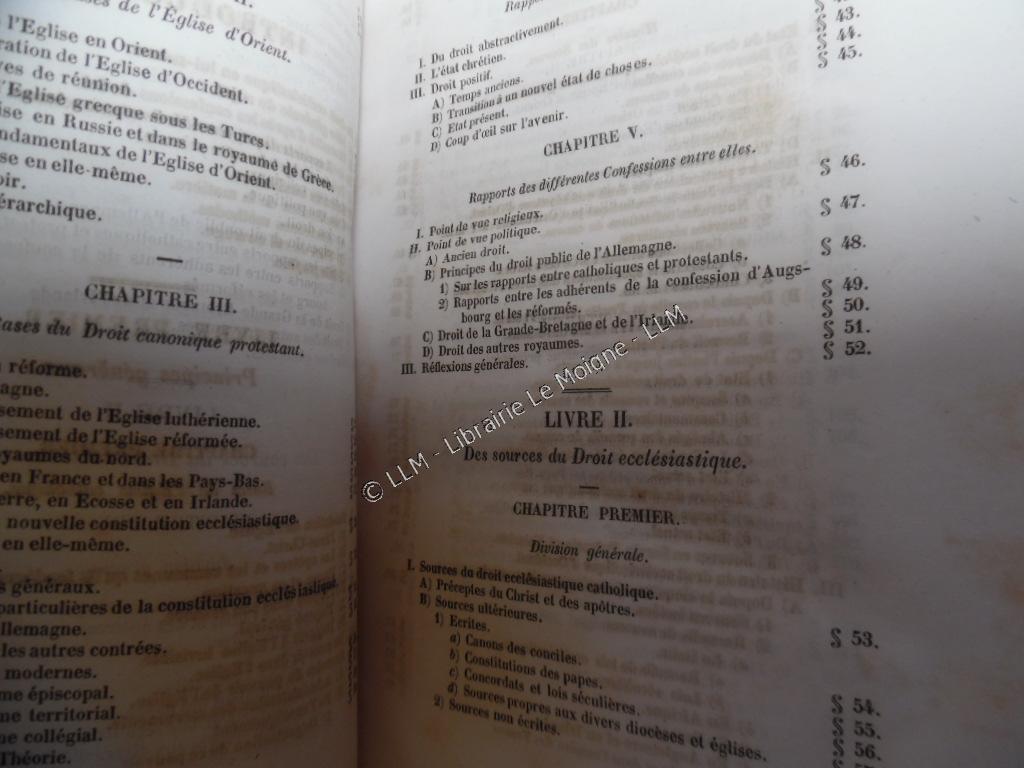 II.
ses de l'Église d'Orient.
l'Eglise en Orient.
ration de l'Eglise d'Occident.
ves de réunion.
l'Eglise grecque sous les Turcs.
ise en Russie et dans le royaume de Grèce.
ndamentaux de l'Eglise d'Orient.
se en elle-même.
oir.
érarchique.
CHAPITRE III.
Bases du Droit canonique protestant.
réforme.
agne.
sement de l'Eglise luthérienne.
sement de l'Eglise réformée.
oyaumes du nord.
en France et dans les Pays-Bas.
erre, en Ecosse et en Irlande.
nouvelle constitution ecclésiastique.
en elle-même.
s généraux.
particulières de la constitution ecclésiastique.
llemagne.
les autres contrées.
modernes.
me épiscopal.
me territorial.
me collégial.
Théorie.
Rappor
I. Du droit abstractivement.
§ 43.
II. L'état chrétien.
§ 44.
III. Droit positif.
§ 45.
A) Temps anciens.
B) Transition à un nouvel état de choses.
C) Etat présent.
D) Coup d'œil sur l'avenir.
CHAPITRE V.
Rapports des différentes Confessions entre elles.
I. Point de vue religieux.
§ 46.
II. Point de vue politique.
A) Ancien droit.
§ 47.
B) Principes du droit public de l'Allemagne.
1) Sur les rapports entre catholiques et protestants.
§ 48.
2) Rapports entre les adhérents de la confession d'Augs-
bourg et les réformés.
§ 49.
C) Droit de la Grande-Bretagne et de l'Irlande.
§ 50.
D) Droit des autres royaumes.
§ 51.
III. Réflexions générales.
§ 52.
LIVRE II.
Des sources du Droit ecclésiastique.
CHAPITRE PREMIER.
Division générale.
I. Sources du droit ecclésiastique catholique.
A) Préceptes du Christ et des apôtres.
§ 53.
B) Sources ultérieures.
1) Ecrites.
a) Canons des conciles.
§ 54.
b) Constitutions des papes.
§ 55.
c) Concordats et lois séculières.
§ 56.
d) Sources propres aux divers diocèses et églises.
2) Sources non écrites.
© LLM - Librairie Le Moigne - LLM